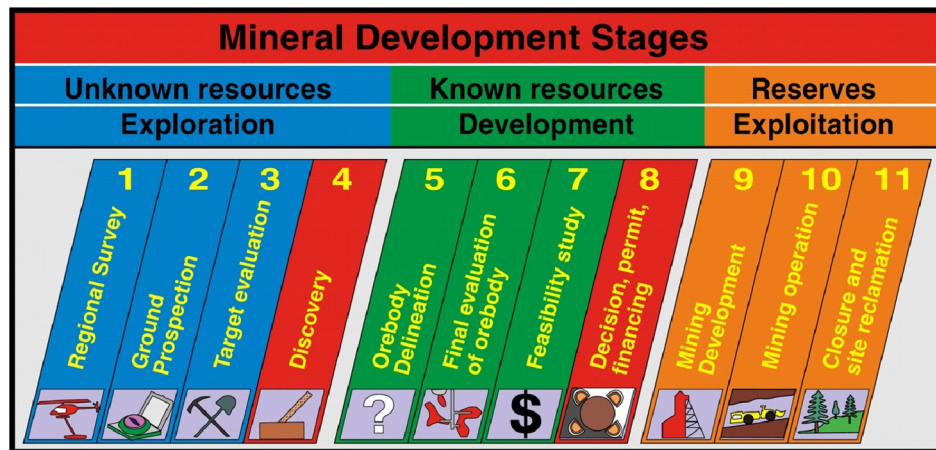 Mineral Development Stages
Unknown resources
Known resources
Reserves
Exploration
Development
Exploitation
1
Regional Survey
2
Ground
Prospection
3
Target evaluation
4
Discovery
5
Orebody
Delineation
6
Final evaluation
of orebody
7
Feasibility study
8
Decision, permit,
financing
9
Mining
Development
10
Mining operation
11
Closure and
site reclamation
?
$